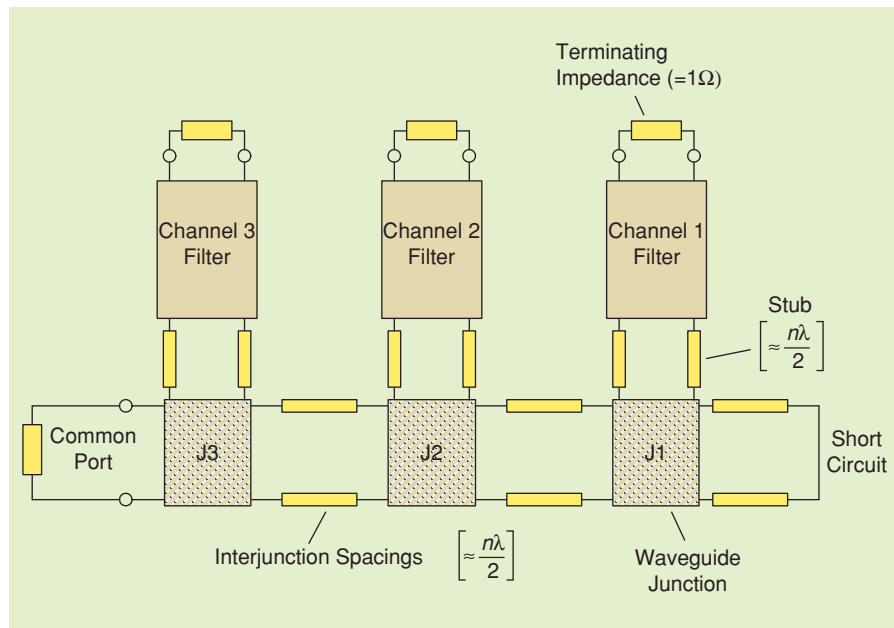 Terminating
Impedance (=1Ω)
Channel 3
Filter
Channel 2
Filter
Channel 1
Filter
Stub
[≈ nλ/2]
Common
Port
J3
J2
J1
Short
Circuit
Interjunction Spacings
[≈ nλ/2]
Waveguide
Junction